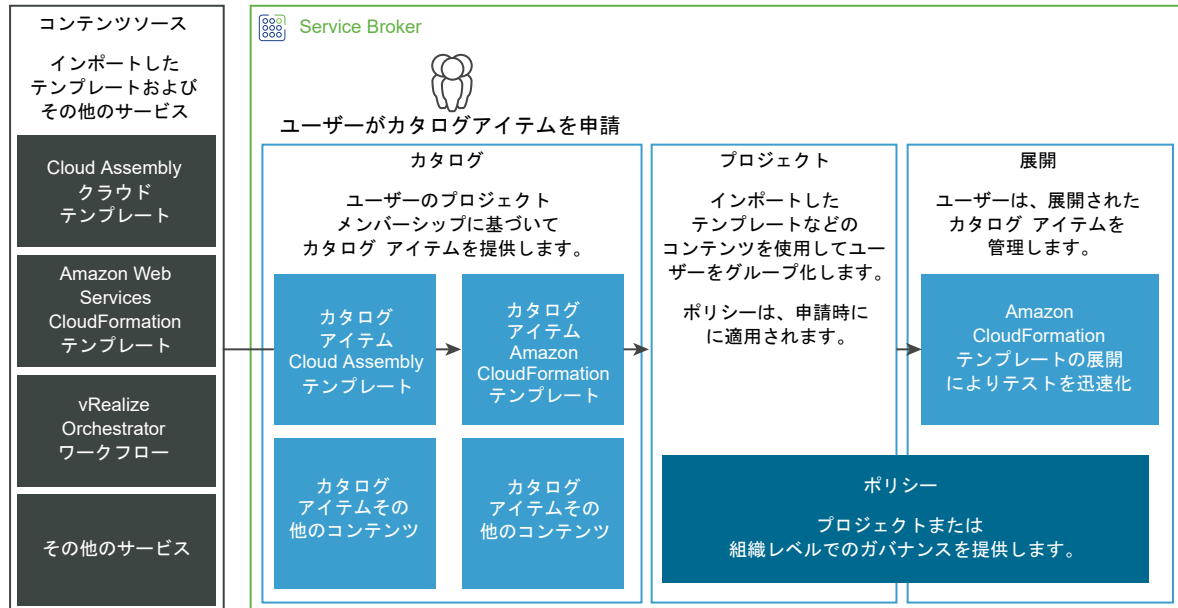 コンテンツソース
インポートした
テンプレートおよび
その他のサービス
Cloud Assembly
クラウド
テンプレート
Amazon Web
Services
CloudFormation
テンプレート
vRealize
Orchestrator
ワークフロー
その他のサービス
Service Broker
ユーザーがカタログアイテムを申請
カタログ
ユーザーのプロジェクト
メンバーシップに基づいて
カタログ アイテムを提供します。
カタログ
アイテム
Cloud Assembly
テンプレート
カタログ
アイテム
Amazon
CloudFormation
テンプレート
カタログ
アイテムその
他のコンテンツ
カタログ
アイテムその
他のコンテンツ
プロジェクト
インポートした
テンプレートなどの
コンテンツを使用してユー
ザーをグループ化します。
ポリシーは、申請時に
に適用されます。
展開
ユーザーは、展開された
カタログ アイテムを
管理します。
Amazon
CloudFormation
テンプレートの展開
によりテストを迅速化
ポリシー
プロジェクトまたは
組織レベルでのガバナンスを提供します。